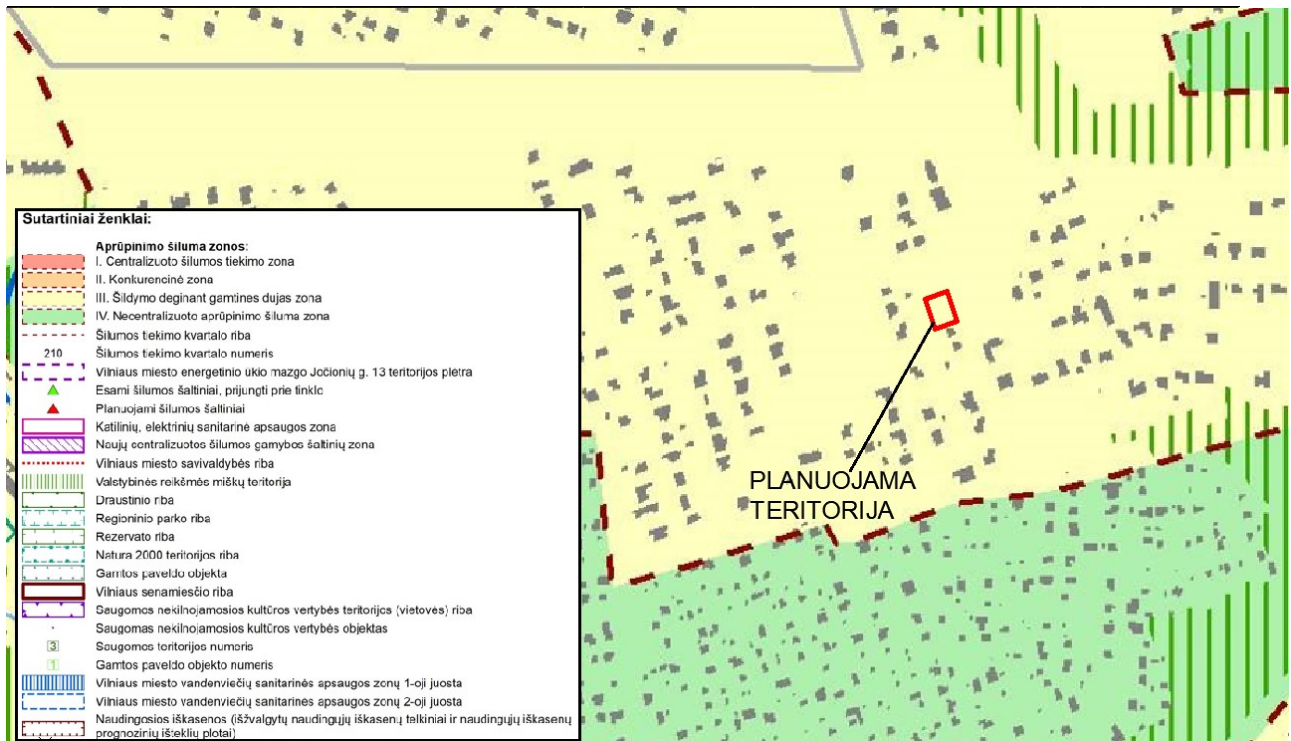 Sutartiniai ženklai:
Aprūpinimo šiluma zonos:
I. Centralizuoto šilumos tiekimo zona
II. Konkurencinė zona
III. Šildymo deginant gamtines dujas zona
IV. Necentralizuoto aprūpinimo šiluma zona
Šilumos tiekimo kvartalo riba
210 Šilumos tiekimo kvartalo numeris
Vilniaus miesto energetinio ūkio mazgo Jočionių g. 13 teritorijos plėtra
Esami šilumos šaltiniai, prijungti prie tinklo
Planuojami šilumos šaltiniai
Katilinių, elektrinių sanitarinė apsaugos zona
Naujų centralizuotos šilumos gamybos šaltinių zona
Vilniaus miesto savivaldybės riba
Valstybinės reikšmės miškų teritorija
Draustinio riba
Regioninio parko riba
Rezervato riba
Natura 2000 teritorijos riba
Gamtos paveldo objekta
Vilniaus senamiesčio riba
Saugomos nekilnojamosios kultūros vertybės teritorijos (vietovės) riba
Saugomas nekilnojamosios kultūros vertybės objektas
3 Saugomos teritorijos numeris
1 Gamtos paveldo objekto numeris
Vilniaus miesto vandenviečių sanitarinės apsaugos zonų 1-oji juosta
Vilniaus miesto vandenviečių sanitarinės apsaugos zonų 2-oji juosta
Naudingosios iškasenos (išžvalgytų naudingųjų iškasenų telkiniai ir naudingųjų iškasenų
prognozinių išteklių plotai)
PLANUOJAMA
TERITORIJA